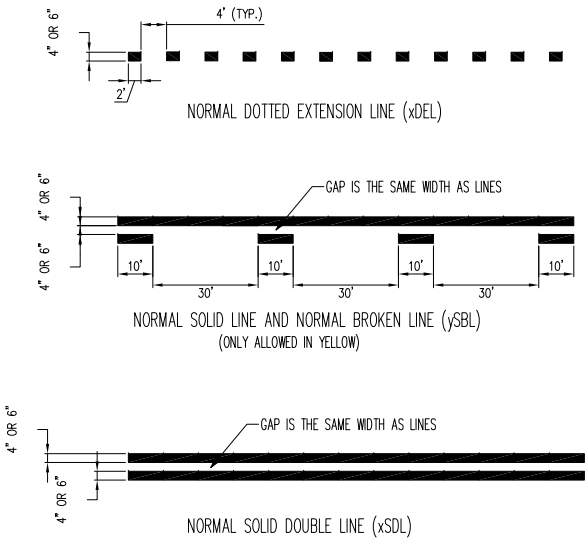 4' (TYP.)
4" OR 6"
2'
NORMAL DOTTED EXTENSION LINE (xDEL)
4" OR 6"
GAP IS THE SAME WIDTH AS LINES
4" OR 6"
10' 10' 10' 10'
30' 30' 30'
NORMAL SOLID LINE AND NORMAL BROKEN LINE (ySBL)
(ONLY ALLOWED IN YELLOW)
4" OR 6"
GAP IS THE SAME WIDTH AS LINES
4" OR 6"
NORMAL SOLID DOUBLE LINE (xSDL)